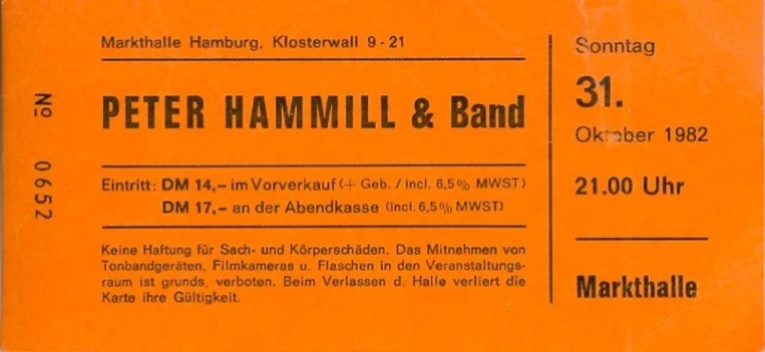 Markthalle Hamburg, Klosterwall 9 - 21
PETER HAMMILL & Band
Eintritt: DM 14,– im Vorverkauf (+ Geb. / incl. 6,5% MWST)
DM 17,– an der Abendkasse (incl. 6,5% MWST)
Keine Haftung für Sach- und Körperschäden. Das Mitnehmen von
Tonbandgeräten, Filmkameras u. Flaschen in den Veranstaltungs-
raum ist grunds. verboten. Beim Verlassen d. Halle verliert die
Karte ihre Gültigkeit.
Sonntag
31.
Oktober 1982
21.00 Uhr
Markthalle
Nº 0652